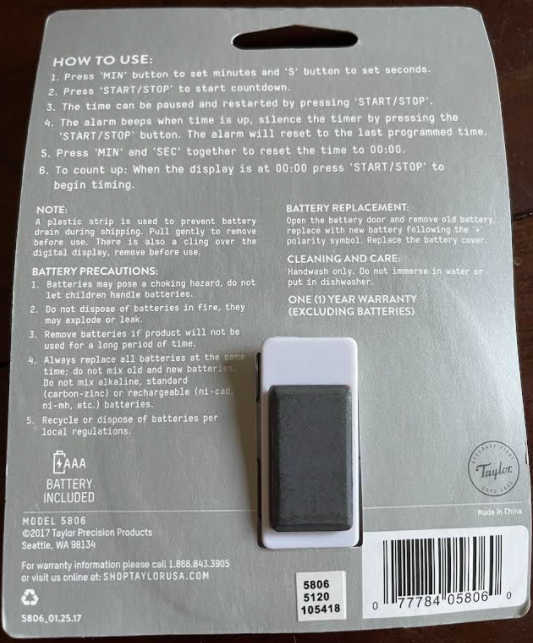 HOW TO USE:
1. Press 'MIN' button to set minutes and 'S' button to set seconds.
2. Press 'START/STOP' to start countdown.
3. The time can be paused and restarted by pressing 'START/STOP'.
4. The alarm beeps when time is up, silence the timer by pressing the
'START/STOP' button. The alarm will reset to the last programmed time.
5. Press 'MIN' and 'SEC' together to reset the time to 00:00.
6. To count up: When the display is at 00:00 press 'START/STOP' to
begin timing.
NOTE:
A plastic strip is used to prevent battery
drain during shipping. Pull gently to remove
before use. There is also a cling over the
digital display, remove before use.
BATTERY PRECAUTIONS:
1. Batteries may pose a choking hazard, do not
let children handle batteries.
2. Do not dispose of batteries in fire, they
may explode or leak.
3. Remove batteries if product will not be
used for a long period of time.
4. Always replace all batteries at the same
time; do not mix old and new batteries.
Do not mix alkaline, standard
(carbon-zinc) or rechargeable (ni-cad,
ni-mh, etc.) batteries.
5. Recycle or dispose of batteries per
local regulations.
BATTERY REPLACEMENT:
Open the battery door and remove old battery,
replace with new battery following the '+'
polarity symbol. Replace the battery cover.
CLEANING AND CARE:
Handwash only. Do not immerse in water or
put in dishwasher.
ONE (1) YEAR WARRANTY
(EXCLUDING BATTERIES)
AAA
BATTERY
INCLUDED
Taylor
Made in China
MODEL 5806
©2017 Taylor Precision Products
Seattle, WA 98134
For warranty information please call 1.866.843.3905
or visit us online at: SHOPTAYLORUSA.COM
5806_01.25.17
5806
5120
105418
0 77784 05806 0